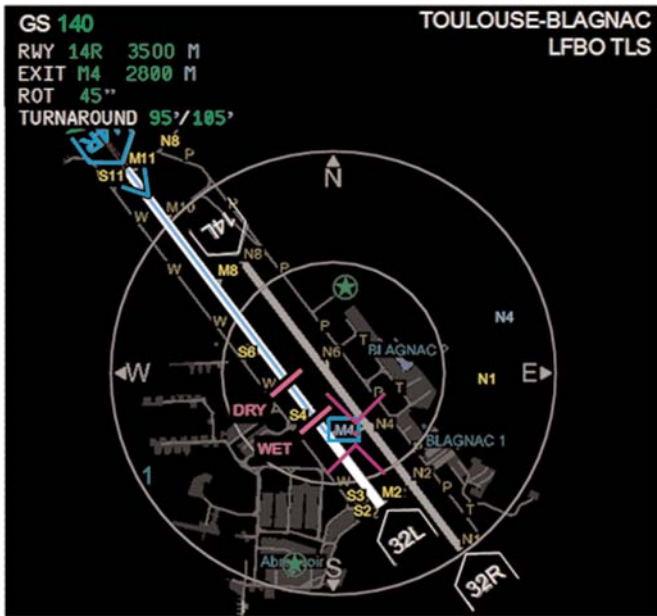 GS 140
TOULOUSE-BLAGNAC
LFBO TLS
RWY 14R 3500 M
EXIT M4 2800 M
ROT 45"
TURNAROUND 95'/105'
N8
M11
P
S11
N
W
M10
P
14L
W
N8
M8
P
W
P
N4
W
T
S6
N6
BLAGNAC 2
W
W
E
N1
P
T
DRY
S4
M4
N4
WET
BLAGNAC 1
1
W
N2
S3
M2
P
S2
T
32L
N1
S
32R